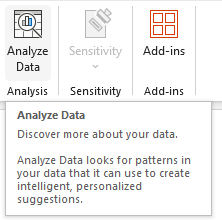 Analyze Data
Sensitivity
Add-ins
Analysis
Sensitivity
Add-ins
Analyze Data
Discover more about your data.
Analyze Data looks for patterns in
your data that it can use to create
intelligent, personalized
suggestions.